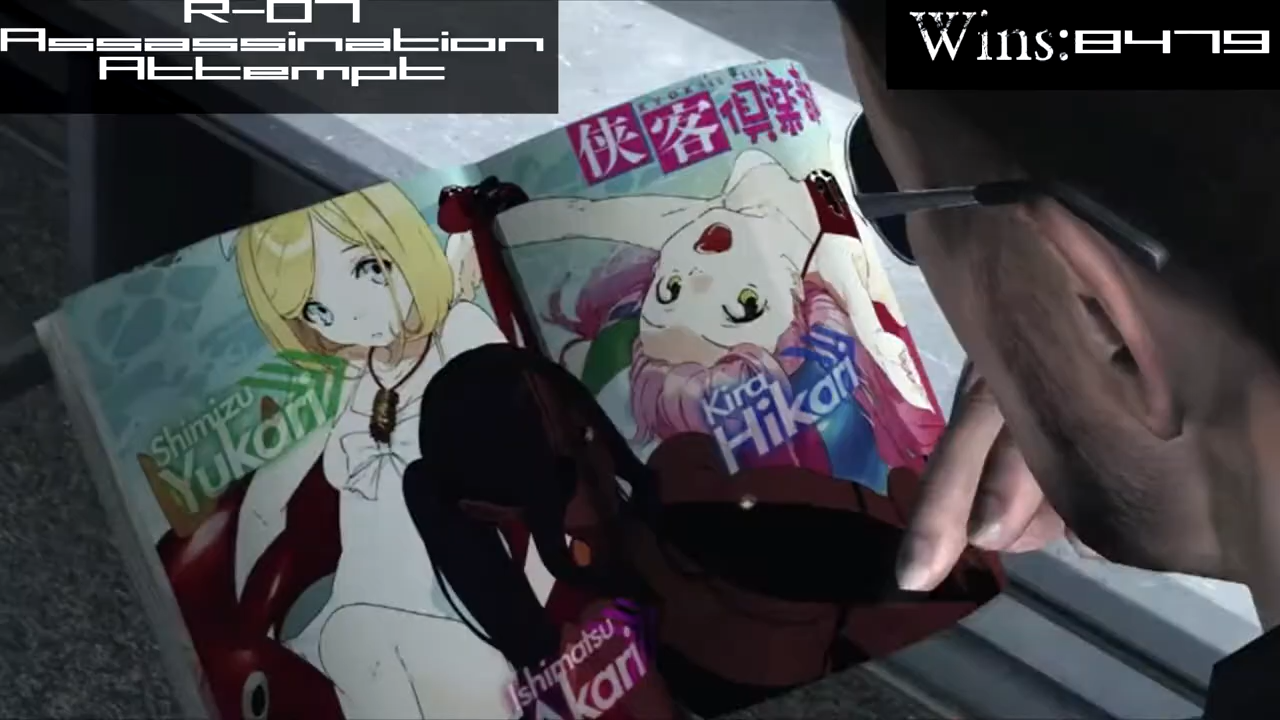 R-07
Assassination
Attempt
Wins:8479
侠客倶楽部
Shimizu
Yukari
Kira
Hikari
Ishimatsu
Akari